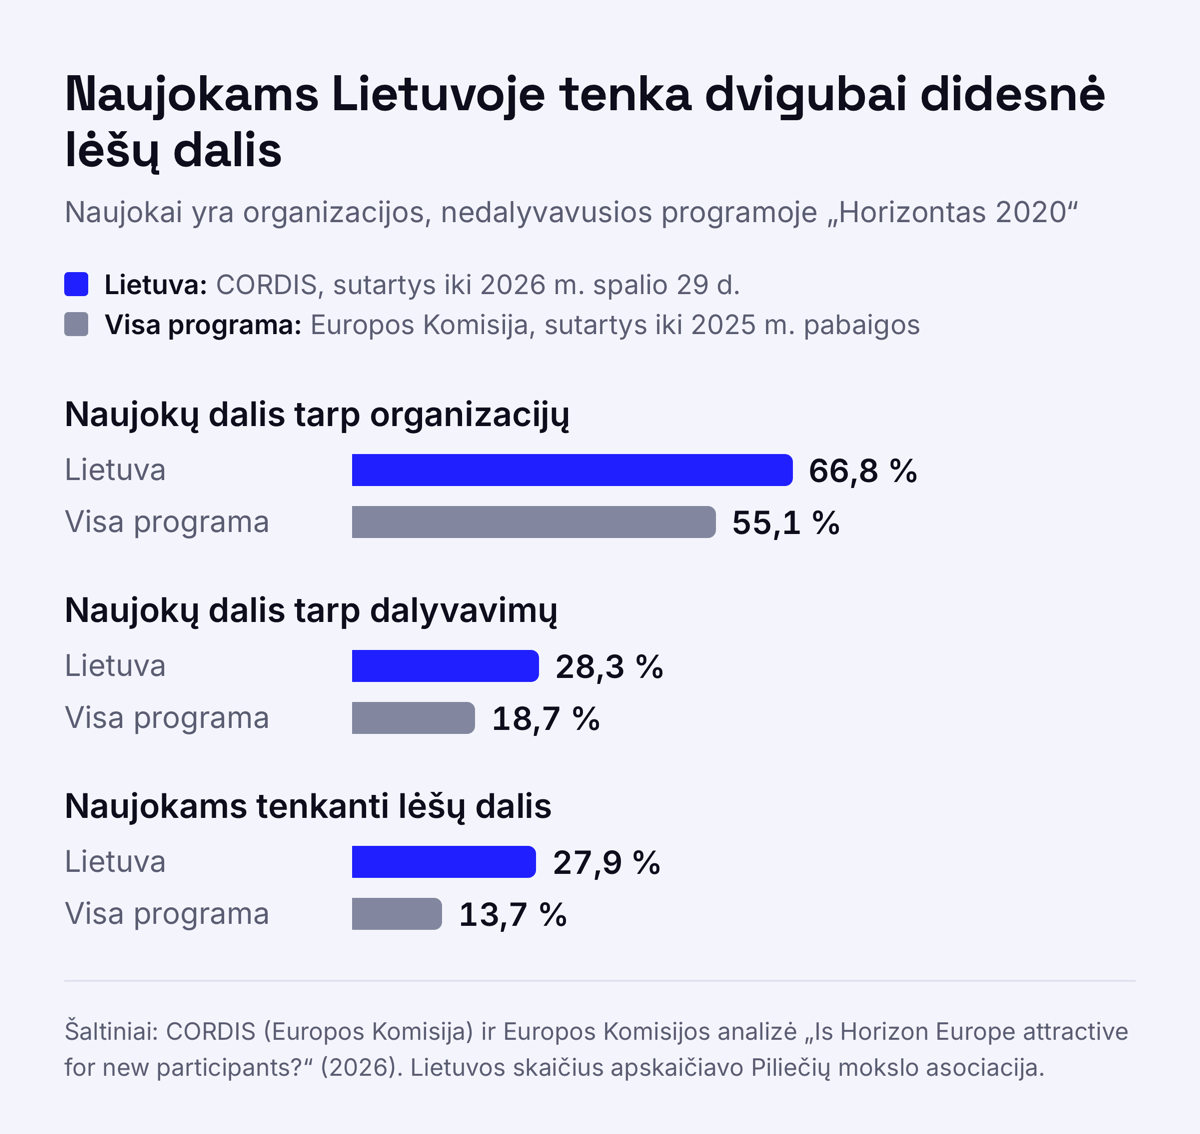 Naujokams Lietuvoje tenka dvigubai didesnė
lėšų dalis
Naujokai yra organizacijos, nedalyvavusios programoje „Horizontas 2020“
Lietuva: CORDIS, sutartys iki 2026 m. spalio 29 d.
Visa programa: Europos Komisija, sutartys iki 2025 m. pabaigos
Naujokų dalis tarp organizacijų
Lietuva 66,8 %
Visa programa 55,1 %
Naujokų dalis tarp dalyvavimų
Lietuva 28,3 %
Visa programa 18,7 %
Naujokams tenkanti lėšų dalis
Lietuva 27,9 %
Visa programa 13,7 %
Šaltiniai: CORDIS (Europos Komisija) ir Europos Komisijos analizė „Is Horizon Europe attractive
for new participants?“ (2026). Lietuvos skaičius apskaičiavo Piliečių mokslo asociacija.